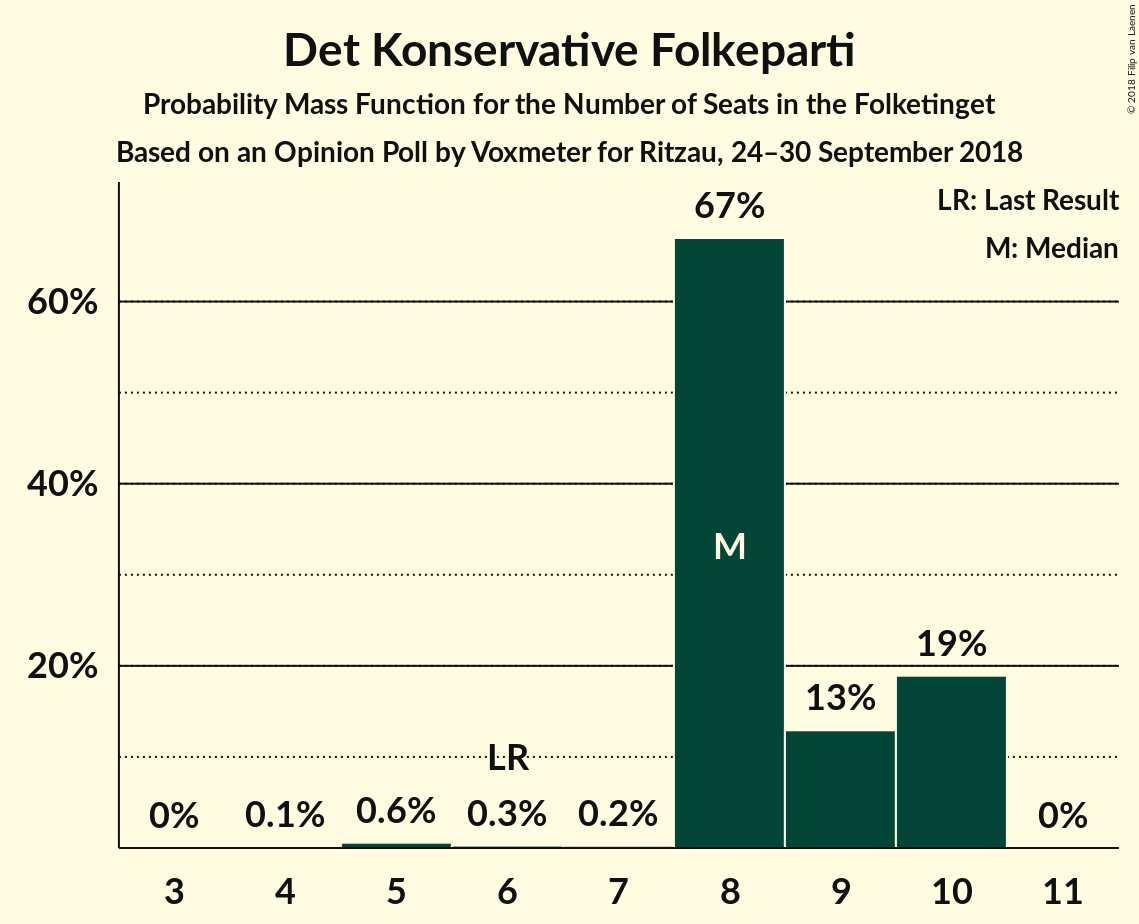 Det Konservative Folkeparti
Probability Mass Function for the Number of Seats in the Folketinget
Based on an Opinion Poll by Voxmeter for Ritzau, 24–30 September 2018
© 2018 Filip van Laenen
LR: Last Result
M: Median
67%
60%
40%
M
20%
19%
13%
LR
0%
0.1%
0.6%
0.3%
0.2%
0%
3 4 5 6 7 8 9 10 11